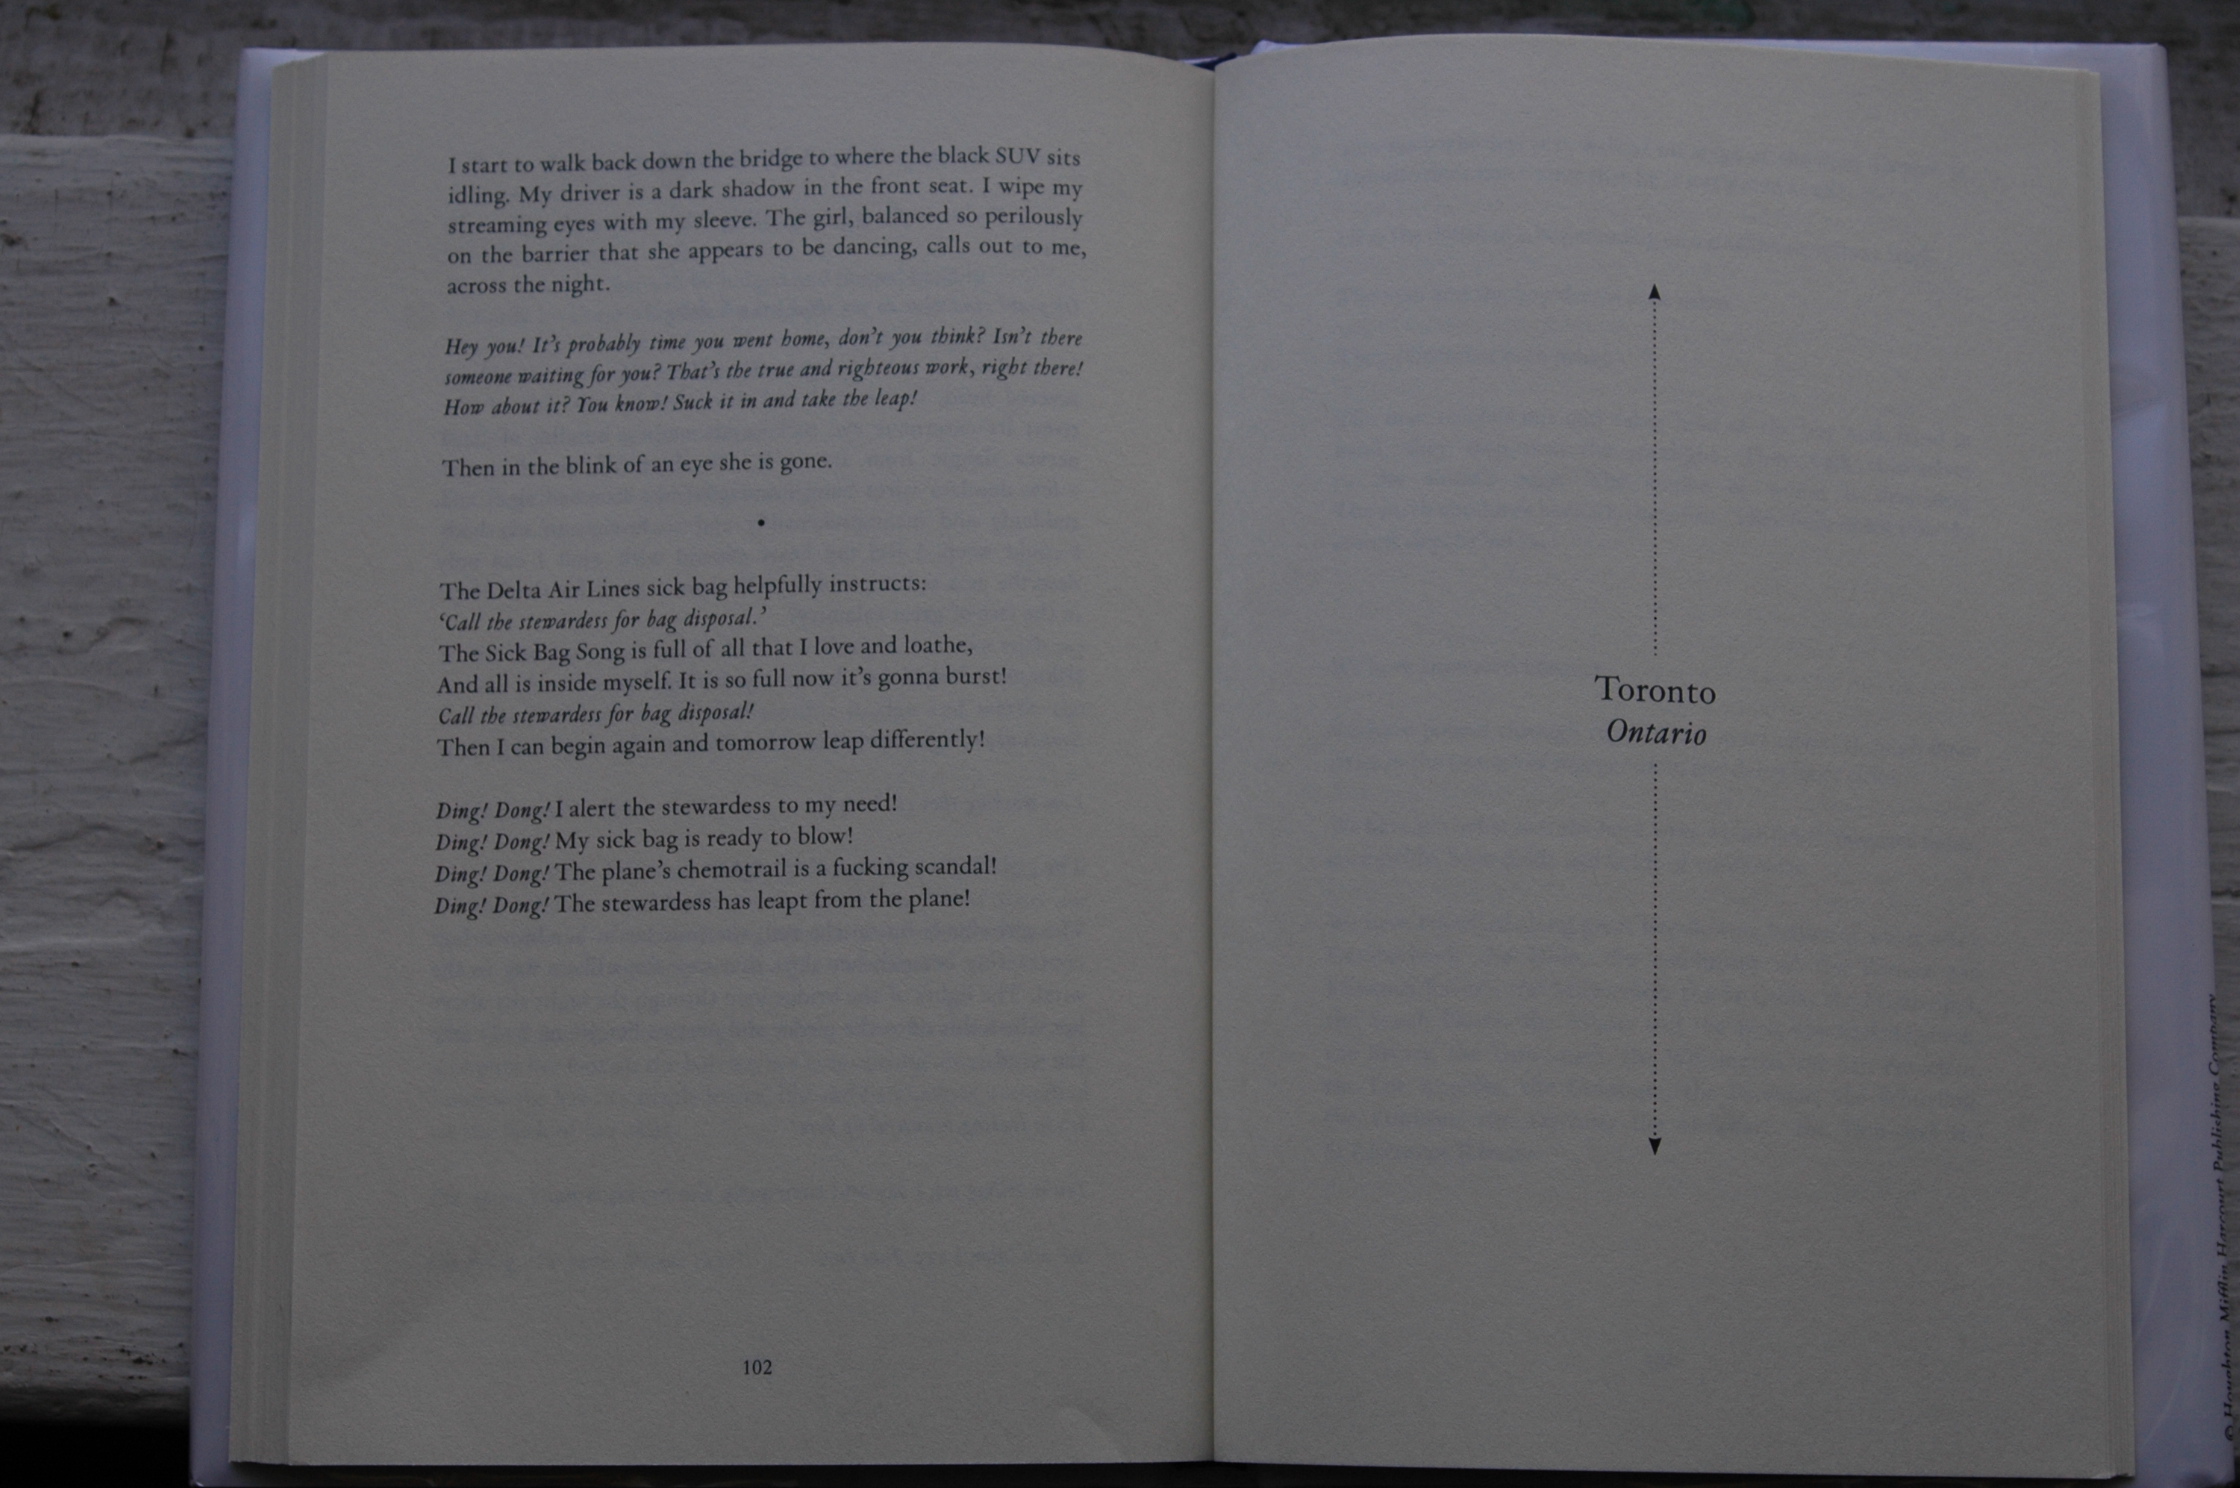 I start to walk back down the bridge to where the black SUV sits
idling. My driver is a dark shadow in the front seat. I wipe my
streaming eyes with my sleeve. The girl, balanced so perilously
on the barrier that she appears to be dancing, calls out to me,
across the night.
Hey you! It’s probably time you went home, don’t you think? Isn’t there
someone waiting for you? That’s the true and righteous work, right there!
How about it? You know! Suck it in and take the leap!
Then in the blink of an eye she is gone.
•
The Delta Air Lines sick bag helpfully instructs:
‘Call the stewardess for bag disposal.’
The Sick Bag Song is full of all that I love and loathe,
And all is inside myself. It is so full now it’s gonna burst!
Call the stewardess for bag disposal!
Then I can begin again and tomorrow leap differently!
Ding! Dong! I alert the stewardess to my need!
Ding! Dong! My sick bag is ready to blow!
Ding! Dong! The plane’s chemotrail is a fucking scandal!
Ding! Dong! The stewardess has leapt from the plane!
102
Toronto
Ontario
© Houghton Mifflin Harcourt Publishing Company